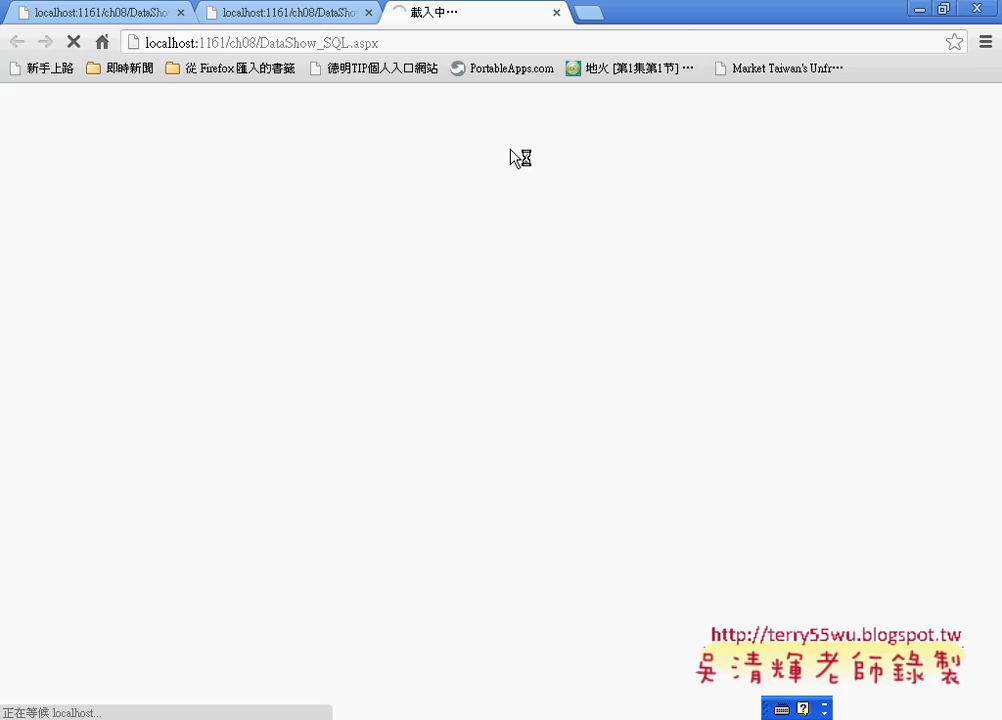 localhost:1161/ch08/DataSho
localhost:1161/ch08/DataSho
載入中…
localhost:1161/ch08/DataShow_SQL.aspx
新手上路
即時新聞
從 Firefox 匯入的書籤
德明TIP個人入口網站
PortableApps.com
地火 [第1集第1节] …
Market Taiwan's Unfr…
http://terry55wu.blogspot.tw
吳清輝老師錄製
正在等候 localhost...